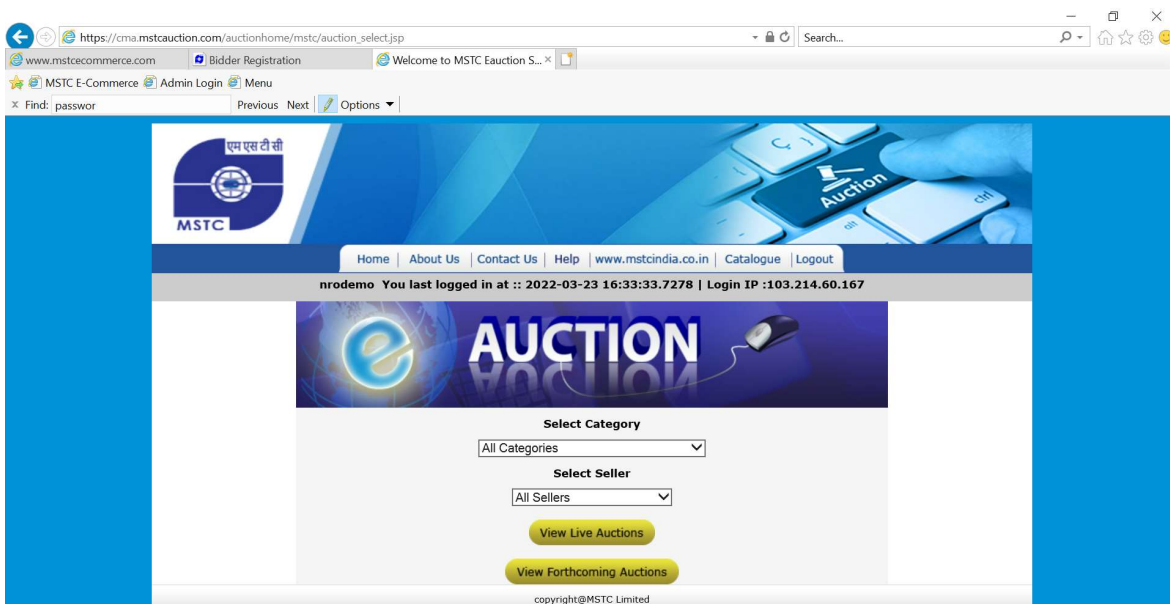 https://cma.mstcauction.com/auctionhome/mstc/auction_select.jsp
Search...
www.mstcecommerce.com
Bidder Registration
Welcome to MSTC Eauction S...
MSTC E-Commerce Admin Login Menu
x Find: passwor Previous Next Options
एम एस टी सी
MSTC
Auction
alt
ctrl
Home | About Us | Contact Us | Help | www.mstcindia.co.in | Catalogue | Logout
nrodemo You last logged in at :: 2022-03-23 16:33:33.7278 | Login IP :103.214.60.167
e AUCTION
Select Category
All Categories
Select Seller
All Sellers
View Live Auctions
View Forthcoming Auctions
copyright@MSTC Limited